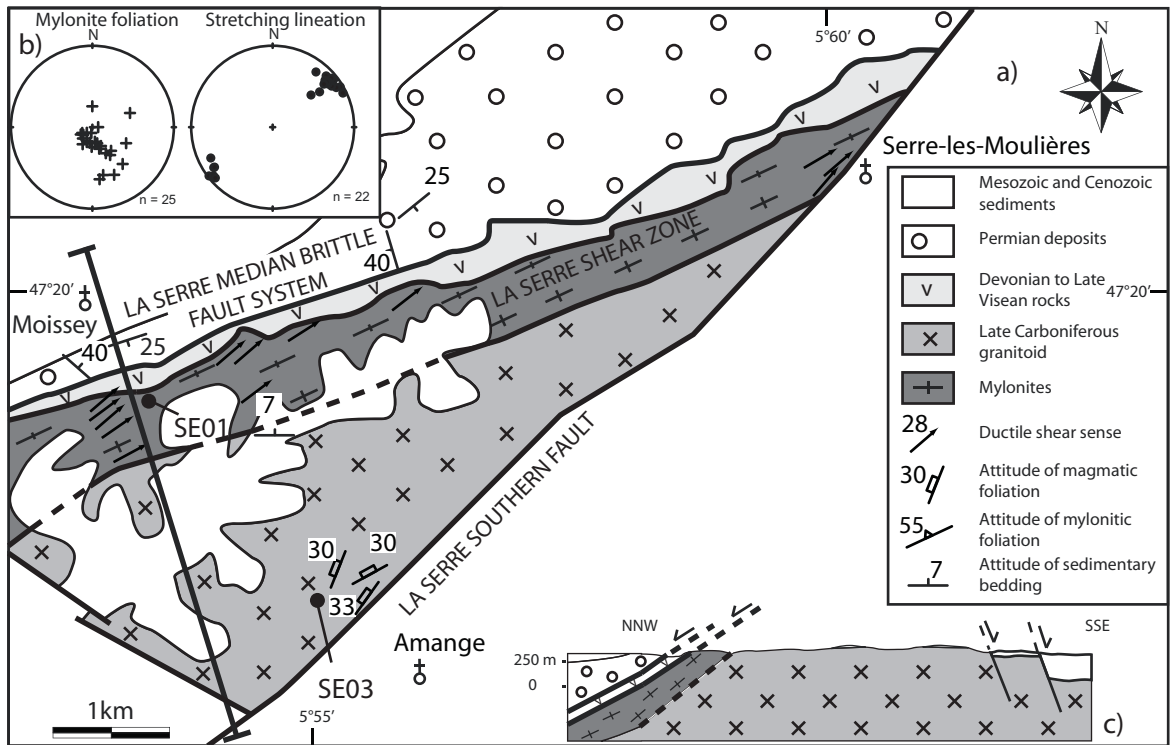 Mylonite foliation
Stretching lineation
b)
N
N
n = 25
n = 22
5°60'
a)
N
Serre-les-Moulières
25
LA SERRE MEDIAN BRITTLE
FAULT SYSTEM
40
LA SERRE SHEAR ZONE
47°20'
Moissey
40
25
SE01
7
30
30
33
LA SERRE SOUTHERN FAULT
Amange
SE03
1km
5°55'
Mesozoic and Cenozoic
sediments
Permian deposits
Devonian to Late
Visean rocks
47°20'
Late Carboniferous
granitoid
Mylonites
28
Ductile shear sense
30
Attitude of magmatic
foliation
55
Attitude of mylonitic
foliation
7
Attitude of sedimentary
bedding
NNW
SSE
250 m
0
c)